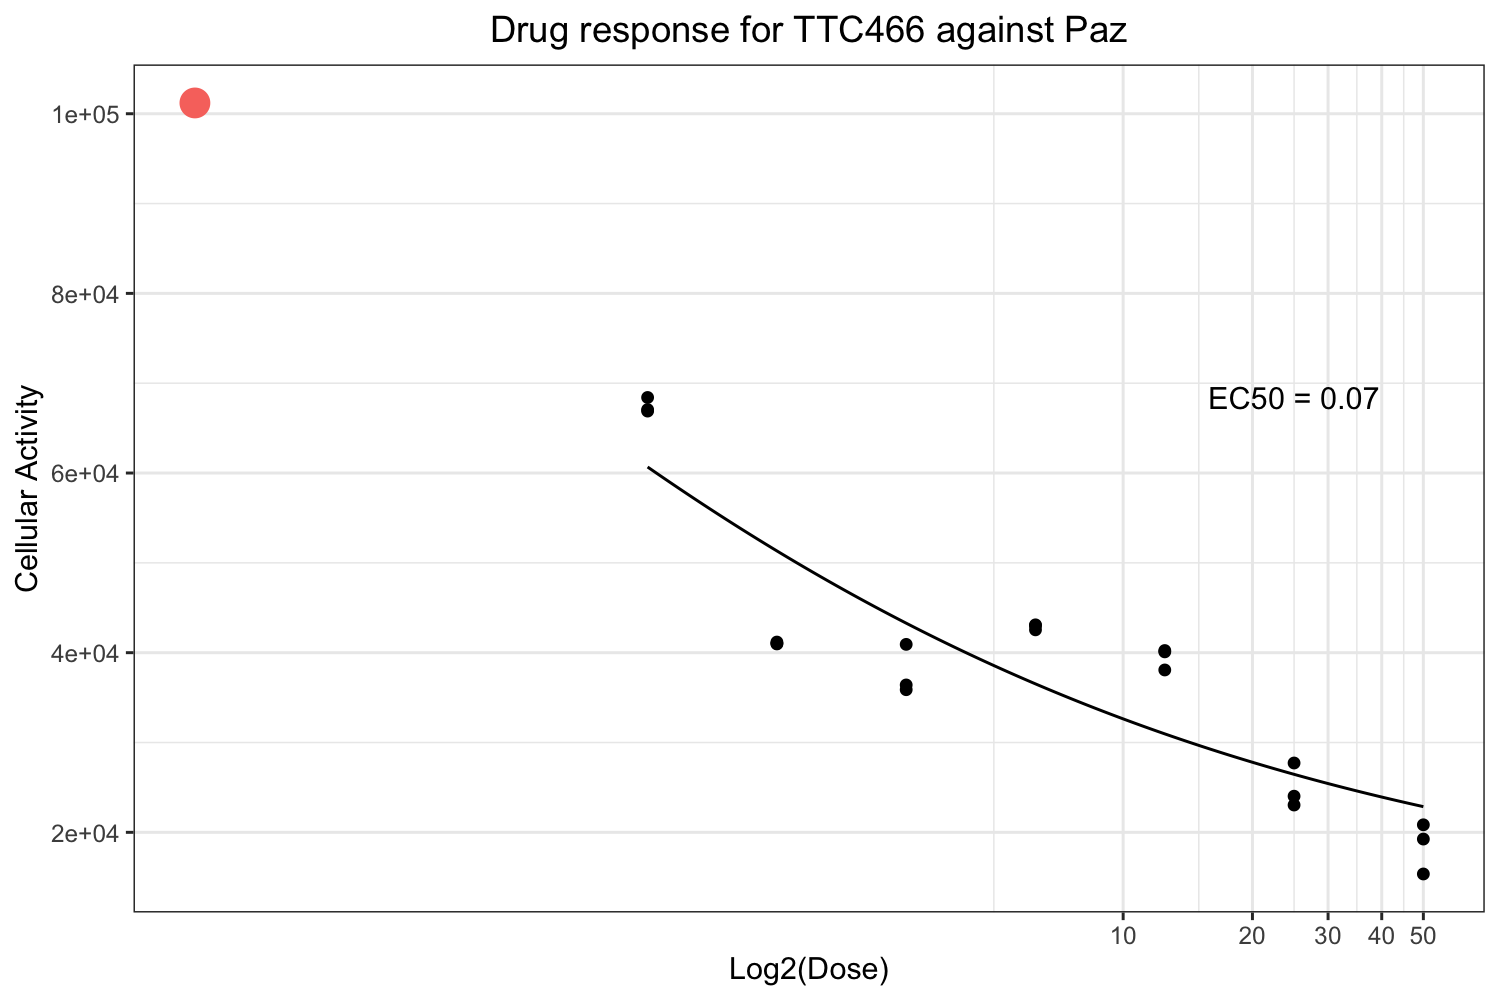 Drug response for TTC466 against Paz
1e+05
8e+04
6e+04
4e+04
2e+04
Cellular Activity
EC50 = 0.07
10 20 30 40 50
Log2(Dose)